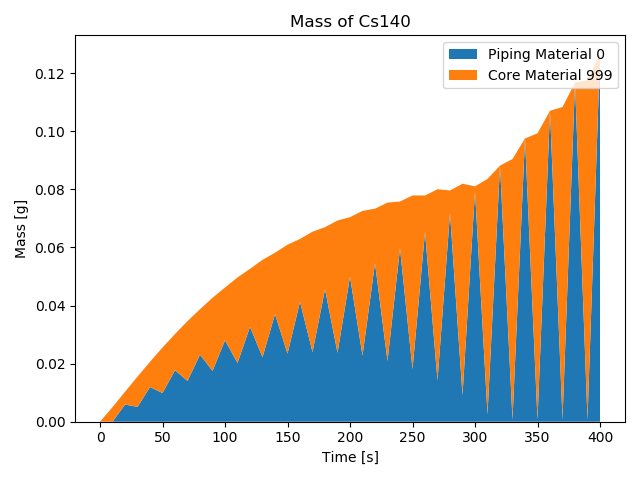 Mass of Cs140
Piping Material 0
Core Material 999
Mass [g]
0.12
0.10
0.08
0.06
0.04
0.02
0.00
0 50 100 150 200 250 300 350 400
Time [s]